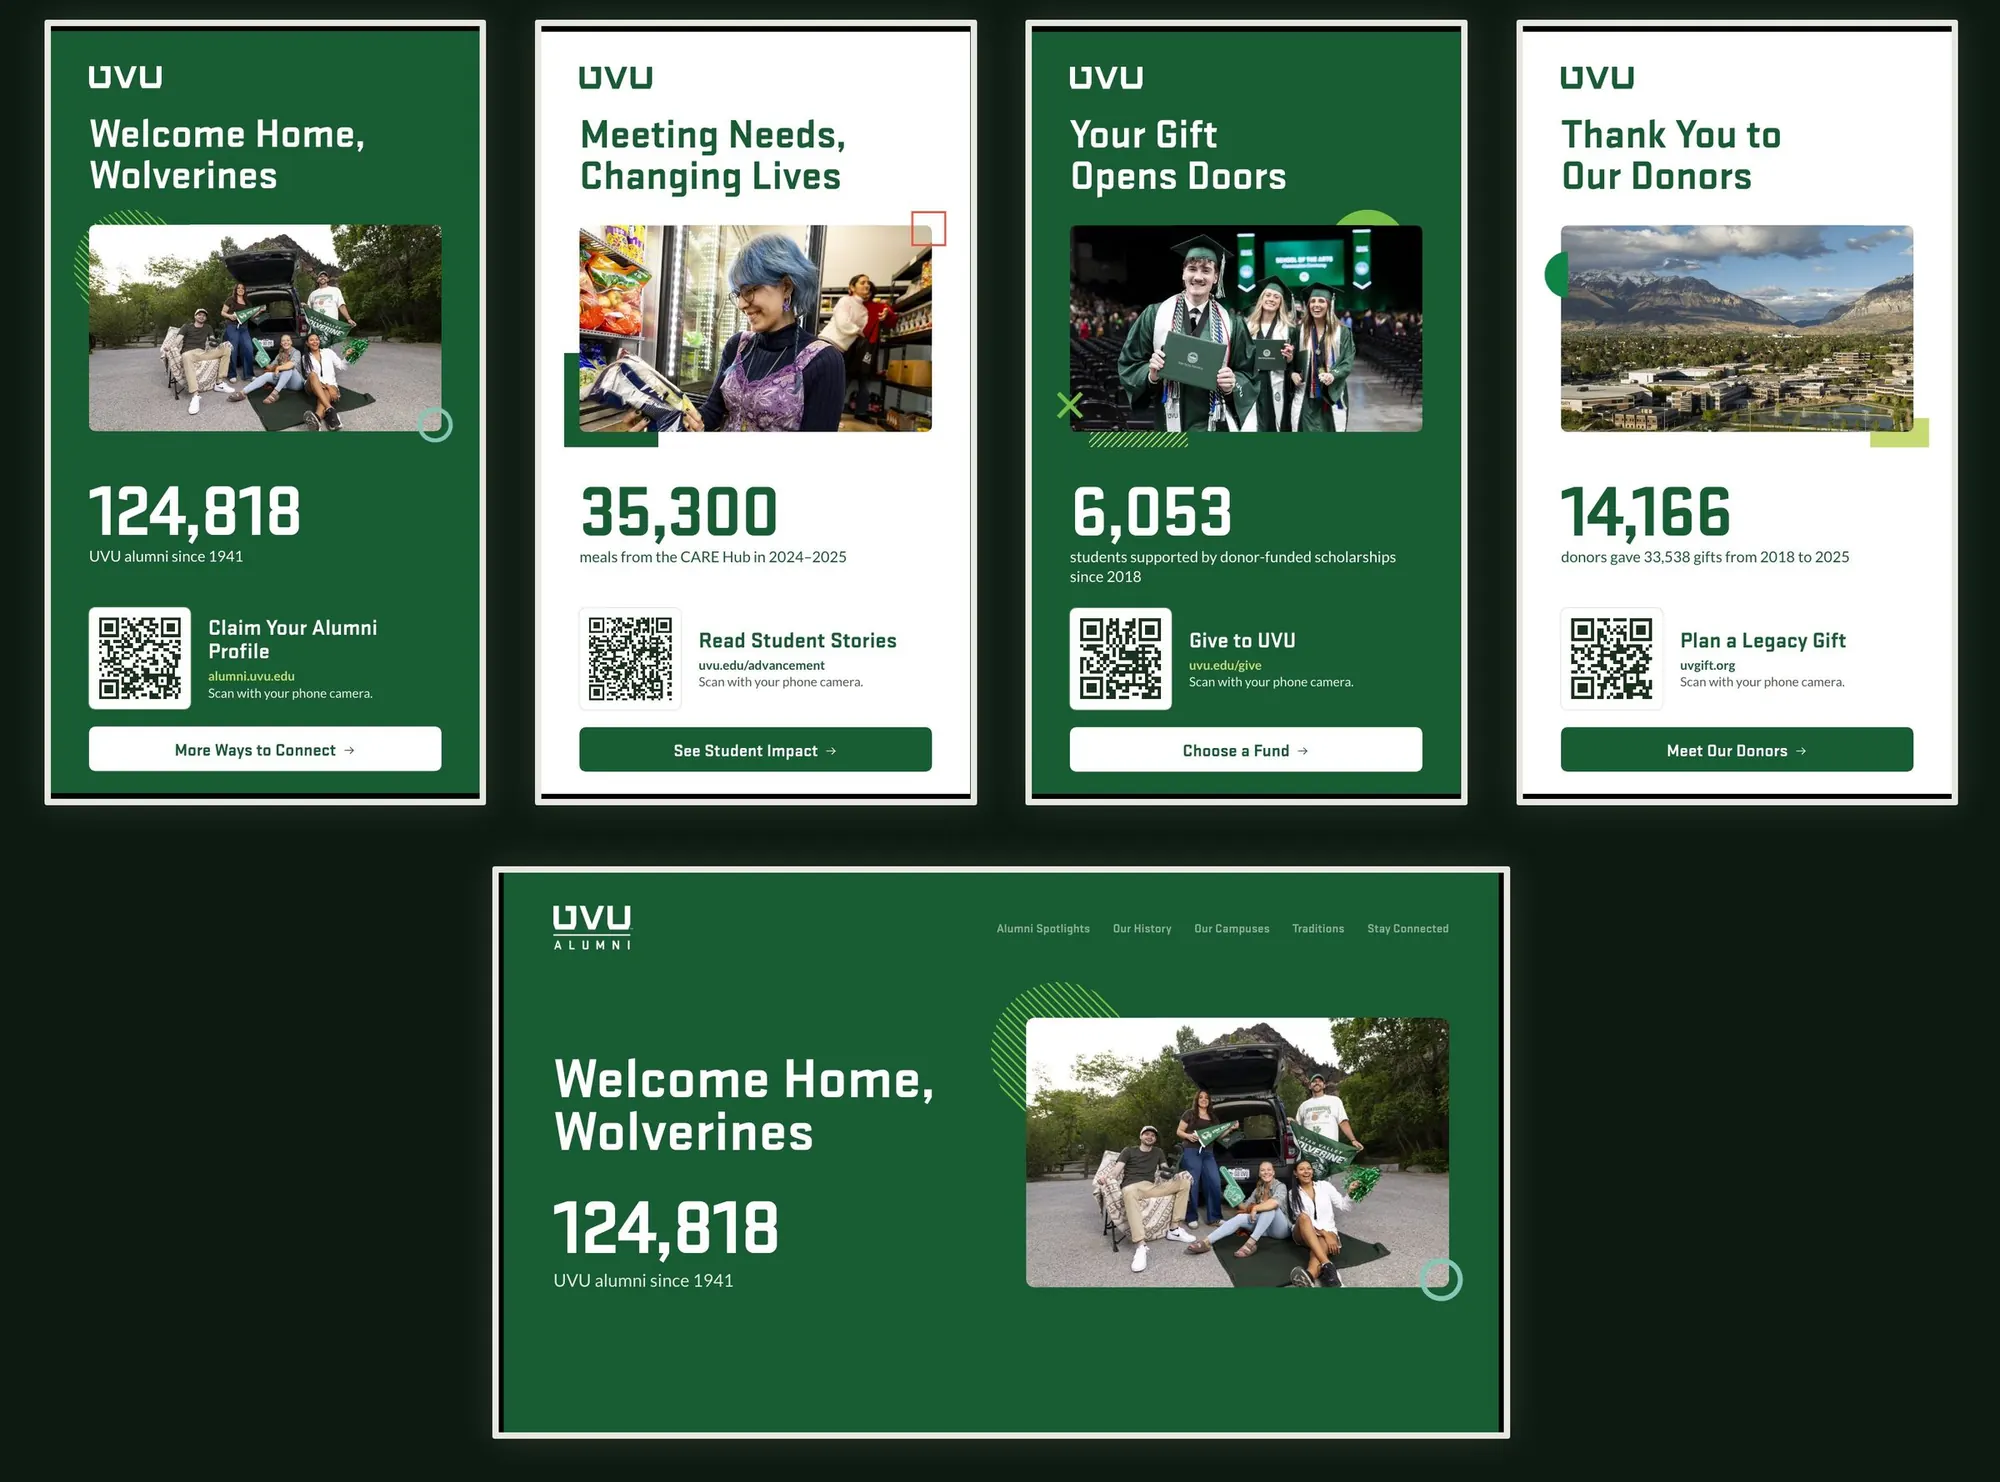 UVU
Welcome Home,
Wolverines
124,818
UVU alumni since 1941
Claim Your Alumni
Profile
alumni.uvu.edu
Scan with your phone camera.
More Ways to Connect →
UVU
Meeting Needs,
Changing Lives
35,300
meals from the CARE Hub in 2024–2025
Read Student Stories
uvu.edu/advancement
Scan with your phone camera.
See Student Impact →
UVU
Your Gift
Opens Doors
SCHOOL OF THE ARTS
6,053
students supported by donor-funded scholarships
since 2018
Give to UVU
uvu.edu/give
Scan with your phone camera.
Choose a Fund →
UVU
Thank You to
Our Donors
14,166
donors gave 33,538 gifts from 2018 to 2025
Plan a Legacy Gift
uvgift.org
Scan with your phone camera.
Meet Our Donors →
UVU
ALUMNI
Alumni Spotlights Our History Our Campuses Traditions Stay Connected
Welcome Home,
Wolverines
UTAH VALLEY
WOLVERINES
124,818
UVU alumni since 1941